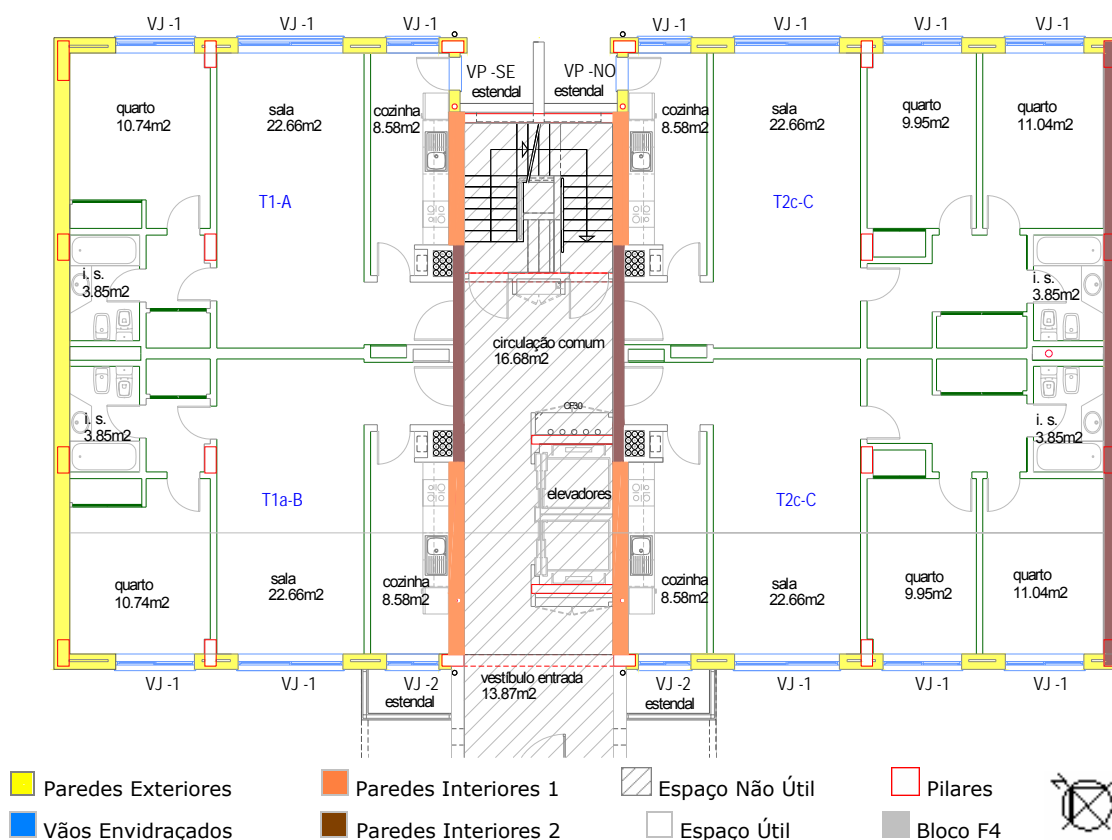 VJ -1 VJ -1 VJ -1 VJ -1 VJ -1 VJ -1 VJ -1
VP -SE VP -NO
estendal estendal
quarto
10.74m2
sala
22.66m2
cozinha
8.58m2
cozinha
8.58m2
sala
22.66m2
quarto
9.95m2
quarto
11.04m2
T1-A T2c-C
i. s.
3.85m2
i. s.
3.85m2
circulação comum
16.68m2
CF30
i. s.
3.85m2
i. s.
3.85m2
T1a-B elevadores T2c-C
quarto
10.74m2
sala
22.66m2
cozinha
8.58m2
cozinha
8.58m2
sala
22.66m2
quarto
9.95m2
quarto
11.04m2
VJ -1 VJ -1 VJ -2 VJ -2 VJ -1 VJ -1 VJ -1
vestíbulo entrada
13.87m2
estendal estendal
Paredes Exteriores Paredes Interiores 1 Espaço Não Útil Pilares
Vãos Envidraçados Paredes Interiores 2 Espaço Útil Bloco F4